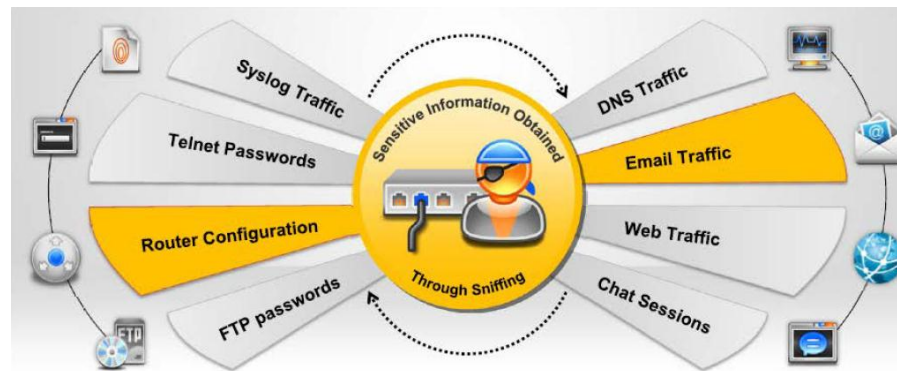 Sensitive Information Obtained
Through Sniffing
Syslog Traffic
Telnet Passwords
Router Configuration
FTP passwords
DNS Traffic
Email Traffic
Web Traffic
Chat Sessions
FTP
@